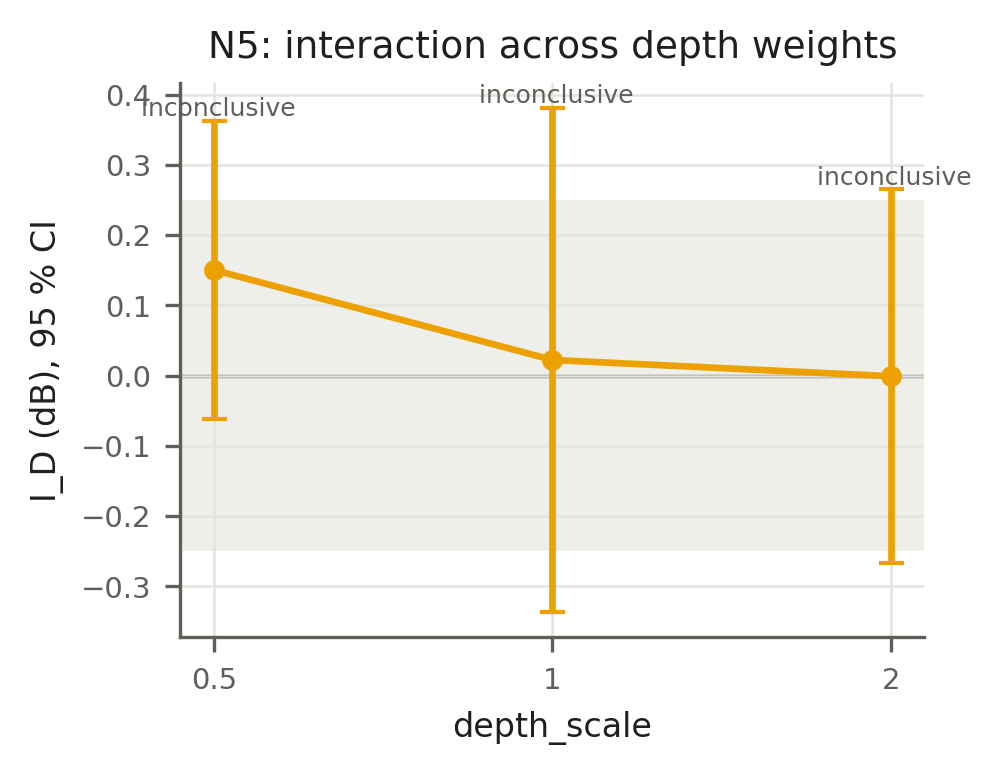 N5: interaction across depth weights
0.4
inconclusive
inconclusive
inconclusive
0.3
0.2
0.1
0.0
−0.1
−0.2
−0.3
I_D (dB), 95 % CI
0.5
1
2
depth_scale